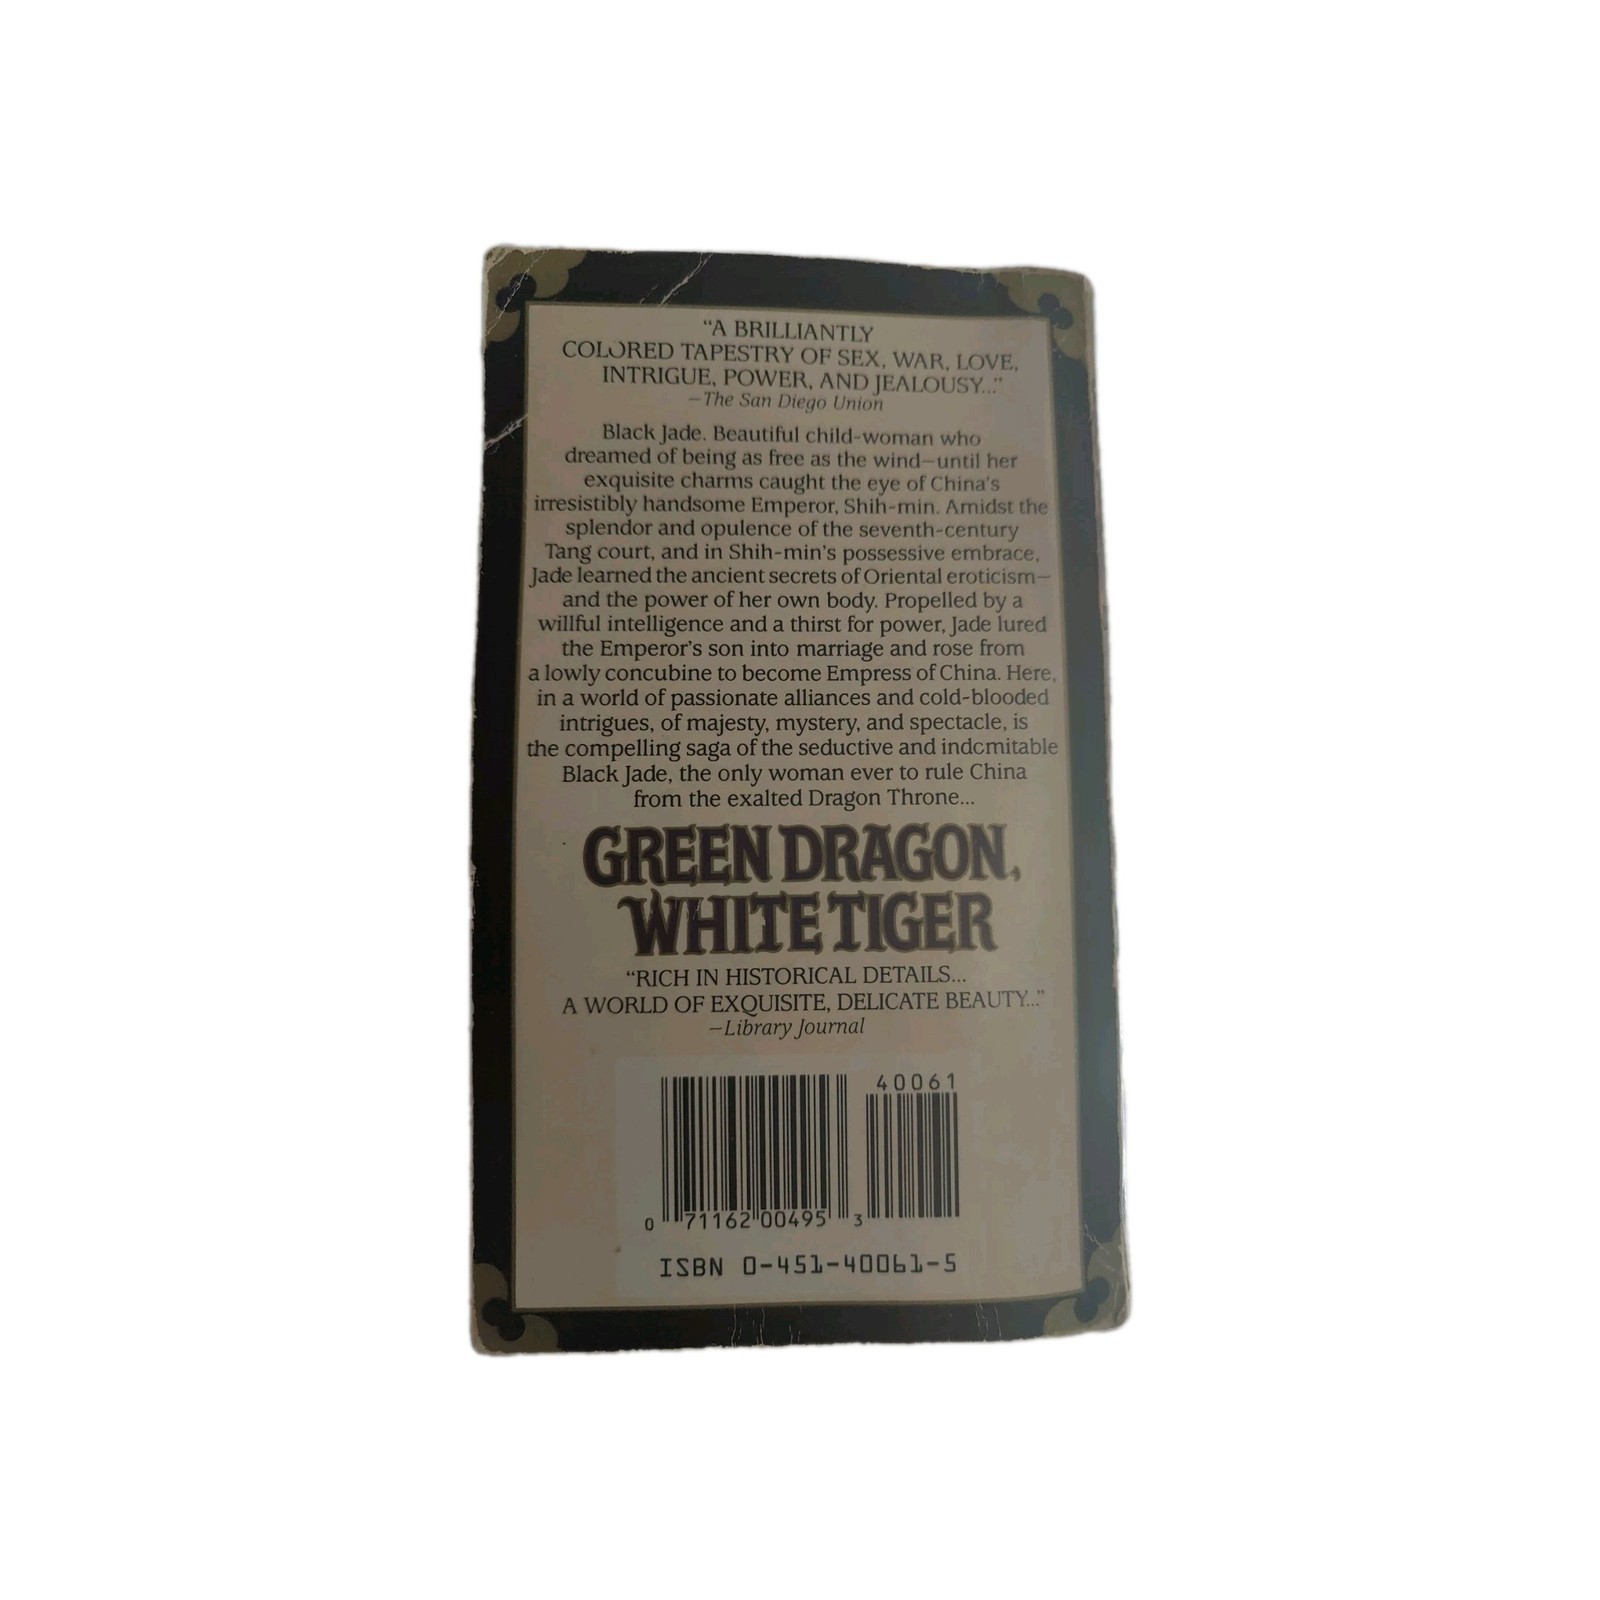 “A BRILLIANTLY
COLORED TAPESTRY OF SEX, WAR, LOVE,
INTRIGUE, POWER, AND JEALOUSY...”
—The San Diego Union
Black Jade. Beautiful child-woman who
dreamed of being as free as the wind—until her
exquisite charms caught the eye of China's
irresistibly handsome Emperor, Shih-min. Amidst the
splendor and opulence of the seventh-century
Tang court, and in Shih-min's possessive embrace,
Jade learned the ancient secrets of Oriental eroticism—
and the power of her own body. Propelled by a
willful intelligence and a thirst for power, Jade lured
the Emperor's son into marriage and rose from
a lowly concubine to become Empress of China. Here,
in a world of passionate alliances and cold-blooded
intrigues, of majesty, mystery, and spectacle, is
the compelling saga of the seductive and indomitable
Black Jade, the only woman ever to rule China
from the exalted Dragon Throne...
GREEN DRAGON,
WHITE TIGER
“RICH IN HISTORICAL DETAILS...
A WORLD OF EXQUISITE, DELICATE BEAUTY...”
—Library Journal
40061
0 71162 00495 3
ISBN 0-451-40061-5